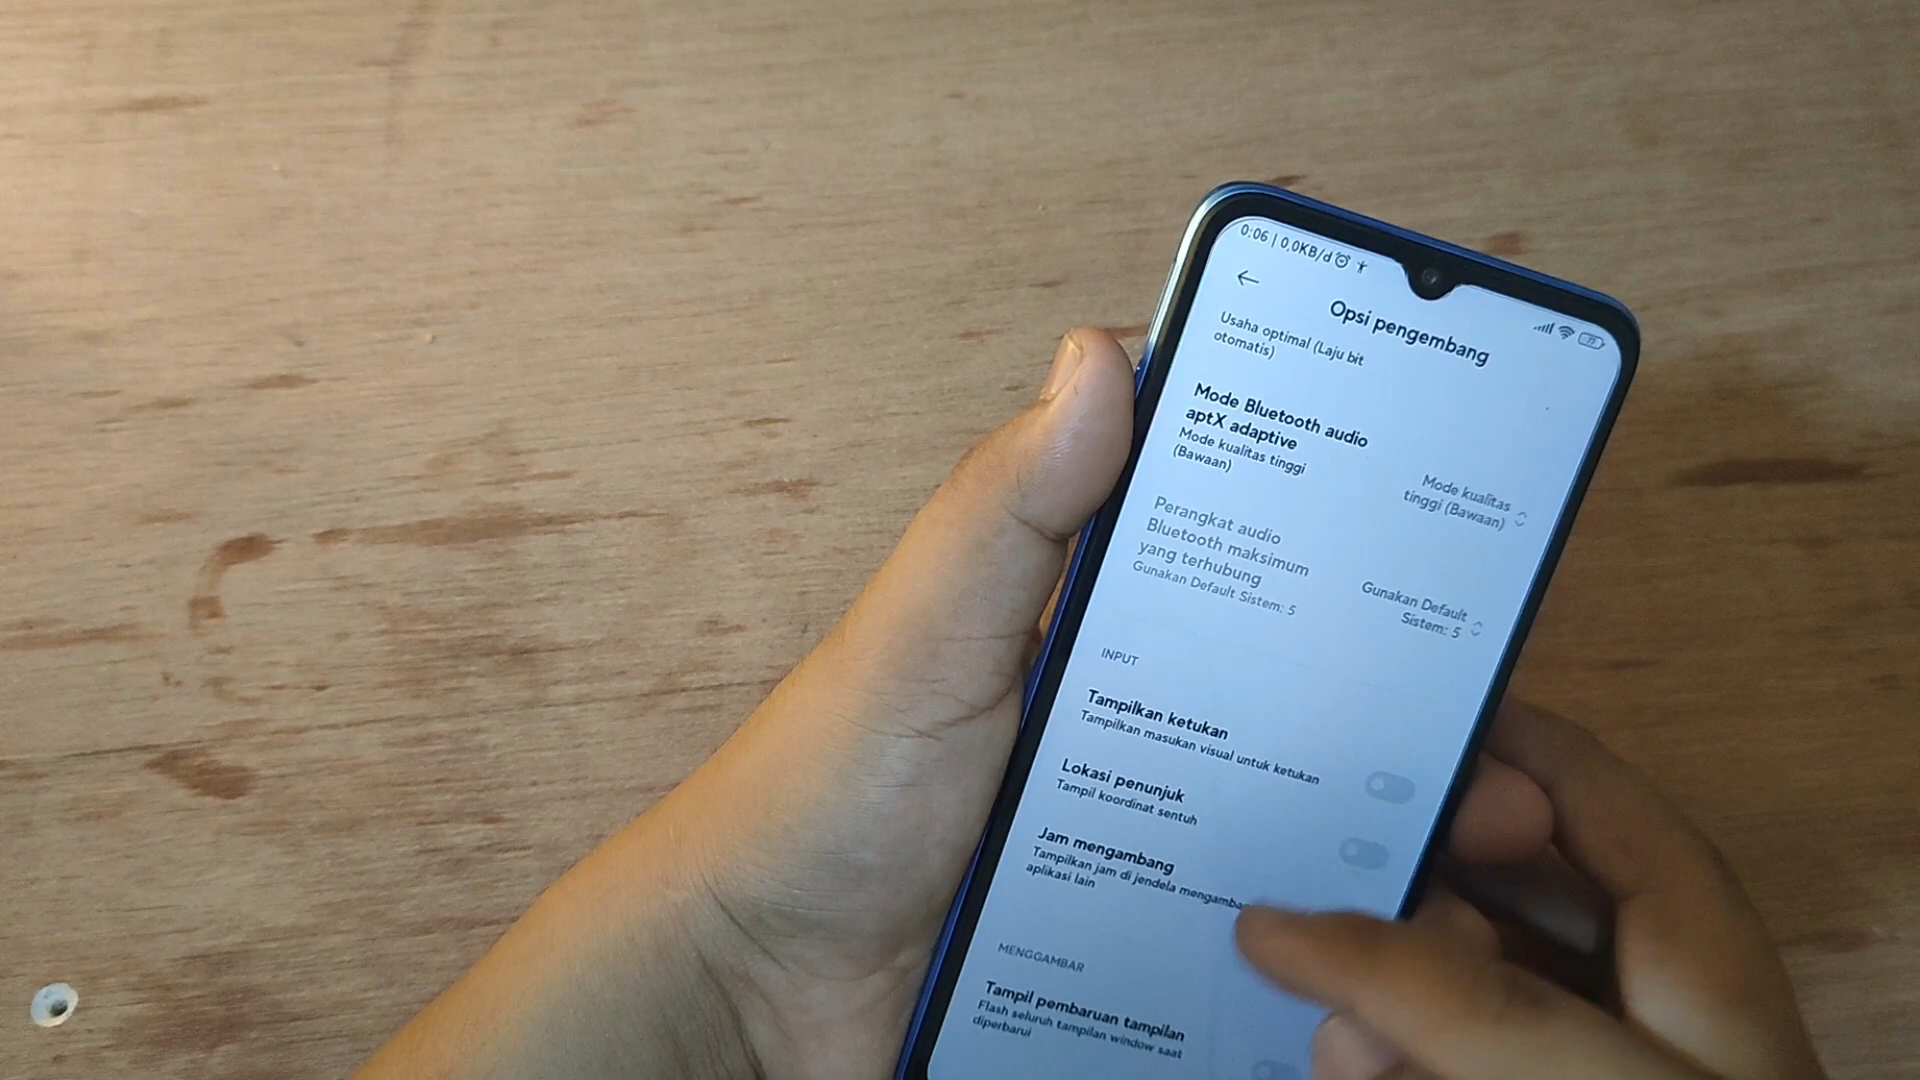 0:06 | 0,0KB/d
77
Opsi pengembang
Usaha optimal (Laju bit
otomatis)
Mode Bluetooth audio
aptX adaptive
Mode kualitas tinggi
(Bawaan)
Mode kualitas
tinggi (Bawaan)
Perangkat audio
Bluetooth maksimum
yang terhubung
Gunakan Default Sistem: 5
Gunakan Default
Sistem: 5
INPUT
Tampilkan ketukan
Tampilkan masukan visual untuk ketukan
Lokasi penunjuk
Tampil koordinat sentuh
Jam mengambang
Tampilkan jam di jendela mengamba
aplikasi lain
MENGGAMBAR
Tampil pembaruan tampilan
Flash seluruh tampilan window saat
diperbarui